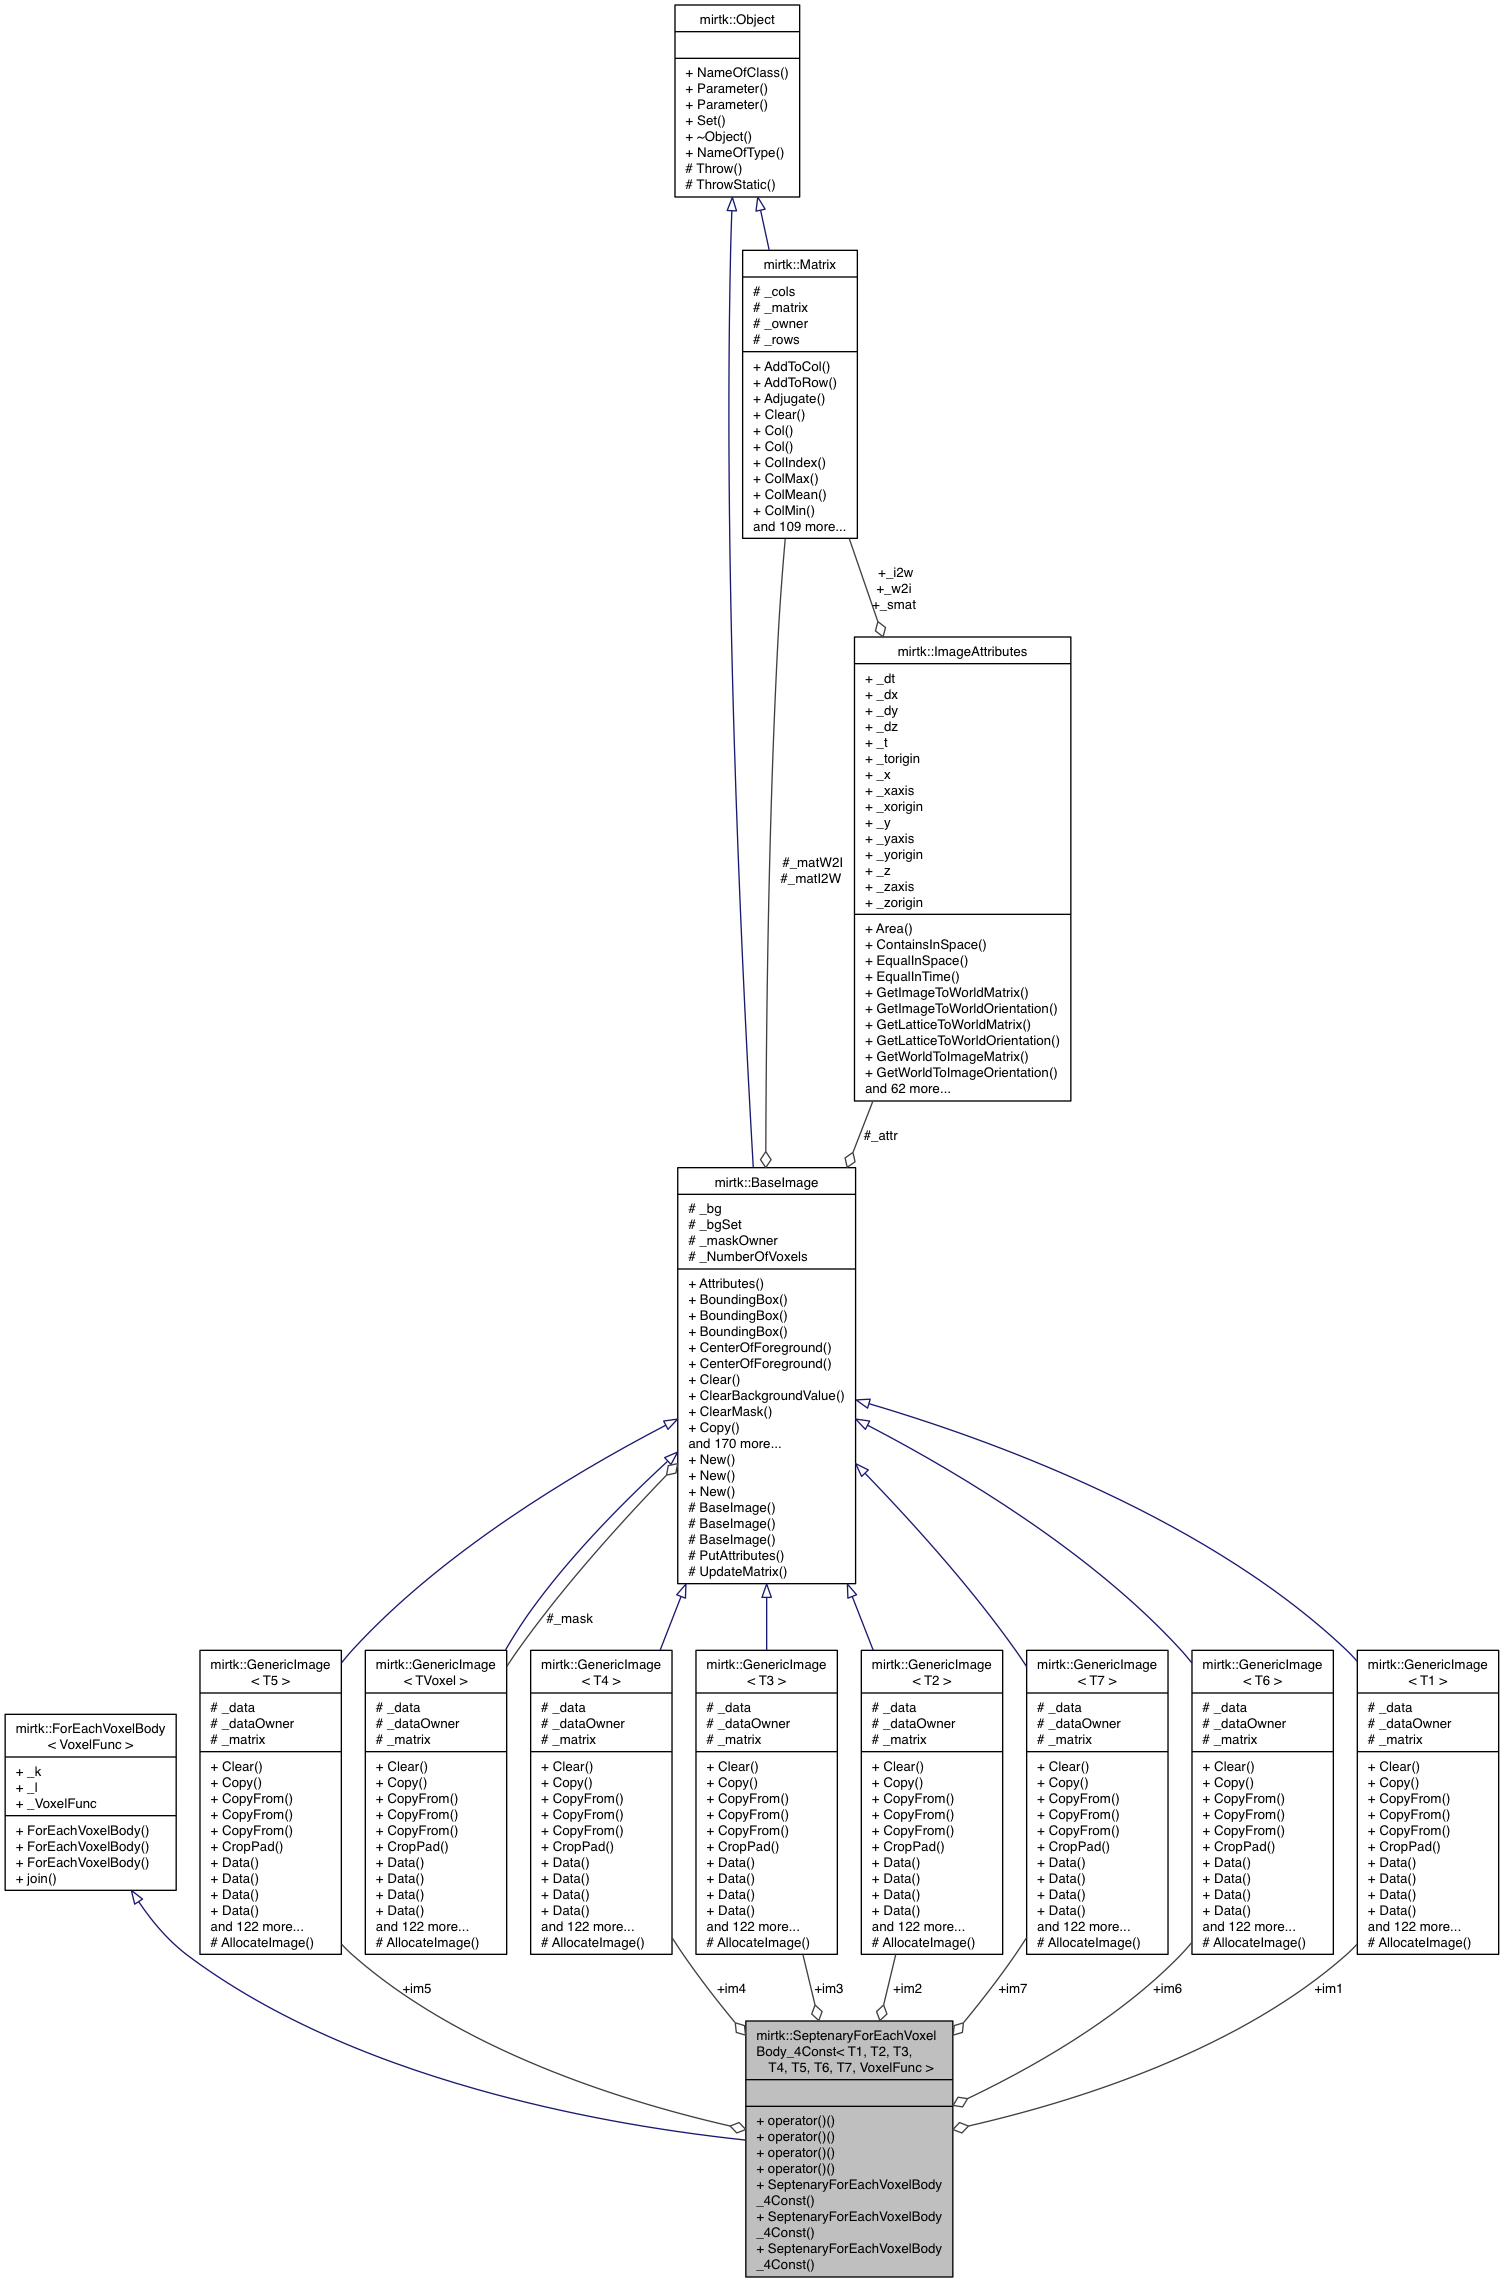 mirtk::Object
+ NameOfClass()
+ Parameter()
+ Parameter()
+ Set()
+ ~Object()
+ NameOfType()
# Throw()
# ThrowStatic()
mirtk::Matrix
# _cols
# _matrix
# _owner
# _rows
+ AddToCol()
+ AddToRow()
+ Adjugate()
+ Clear()
+ Col()
+ Col()
+ ColIndex()
+ ColMax()
+ ColMean()
+ ColMin()
and 109 more...
+_i2w
+_w2i
+_smat
mirtk::ImageAttributes
+ _dt
+ _dx
+ _dy
+ _dz
+ _t
+ _torigin
+ _x
+ _xaxis
+ _xorigin
+ _y
+ _yaxis
+ _yorigin
+ _z
+ _zaxis
+ _zorigin
+ Area()
+ ContainsInSpace()
+ EqualInSpace()
+ EqualInTime()
+ GetImageToWorldMatrix()
+ GetImageToWorldOrientation()
+ GetLatticeToWorldMatrix()
+ GetLatticeToWorldOrientation()
+ GetWorldToImageMatrix()
+ GetWorldToImageOrientation()
and 62 more...
#_matW2I
#_matI2W
#_attr
mirtk::BaseImage
# _bg
# _bgSet
# _maskOwner
# _NumberOfVoxels
+ Attributes()
+ BoundingBox()
+ BoundingBox()
+ BoundingBox()
+ CenterOfForeground()
+ CenterOfForeground()
+ Clear()
+ ClearBackgroundValue()
+ ClearMask()
+ Copy()
and 170 more...
+ New()
+ New()
+ New()
# BaseImage()
# BaseImage()
# BaseImage()
# PutAttributes()
# UpdateMatrix()
#_mask
mirtk::ForEachVoxelBody
< VoxelFunc >
+ _k
+ _l
+ _VoxelFunc
+ ForEachVoxelBody()
+ ForEachVoxelBody()
+ ForEachVoxelBody()
+ join()
mirtk::GenericImage
< T5 >
# _data
# _dataOwner
# _matrix
+ Clear()
+ Copy()
+ CopyFrom()
+ CopyFrom()
+ CopyFrom()
+ CropPad()
+ Data()
+ Data()
+ Data()
+ Data()
and 122 more...
# AllocateImage()
mirtk::GenericImage
< TVoxel >
# _data
# _dataOwner
# _matrix
+ Clear()
+ Copy()
+ CopyFrom()
+ CopyFrom()
+ CopyFrom()
+ CropPad()
+ Data()
+ Data()
+ Data()
+ Data()
and 122 more...
# AllocateImage()
mirtk::GenericImage
< T4 >
# _data
# _dataOwner
# _matrix
+ Clear()
+ Copy()
+ CopyFrom()
+ CopyFrom()
+ CopyFrom()
+ CropPad()
+ Data()
+ Data()
+ Data()
+ Data()
and 122 more...
# AllocateImage()
mirtk::GenericImage
< T3 >
# _data
# _dataOwner
# _matrix
+ Clear()
+ Copy()
+ CopyFrom()
+ CopyFrom()
+ CopyFrom()
+ CropPad()
+ Data()
+ Data()
+ Data()
+ Data()
and 122 more...
# AllocateImage()
mirtk::GenericImage
< T2 >
# _data
# _dataOwner
# _matrix
+ Clear()
+ Copy()
+ CopyFrom()
+ CopyFrom()
+ CopyFrom()
+ CropPad()
+ Data()
+ Data()
+ Data()
+ Data()
and 122 more...
# AllocateImage()
mirtk::GenericImage
< T7 >
# _data
# _dataOwner
# _matrix
+ Clear()
+ Copy()
+ CopyFrom()
+ CopyFrom()
+ CopyFrom()
+ CropPad()
+ Data()
+ Data()
+ Data()
+ Data()
and 122 more...
# AllocateImage()
mirtk::GenericImage
< T6 >
# _data
# _dataOwner
# _matrix
+ Clear()
+ Copy()
+ CopyFrom()
+ CopyFrom()
+ CopyFrom()
+ CropPad()
+ Data()
+ Data()
+ Data()
+ Data()
and 122 more...
# AllocateImage()
mirtk::GenericImage
< T1 >
# _data
# _dataOwner
# _matrix
+ Clear()
+ Copy()
+ CopyFrom()
+ CopyFrom()
+ CopyFrom()
+ CropPad()
+ Data()
+ Data()
+ Data()
+ Data()
and 122 more...
# AllocateImage()
+im5
+im4
+im3
+im2
+im7
+im6
+im1
mirtk::SeptenaryForEachVoxel
Body_4Const< T1, T2, T3,
T4, T5, T6, T7, VoxelFunc >
+ operator()()
+ operator()()
+ operator()()
+ operator()()
+ SeptenaryForEachVoxelBody
_4Const()
+ SeptenaryForEachVoxelBody
_4Const()
+ SeptenaryForEachVoxelBody
_4Const()